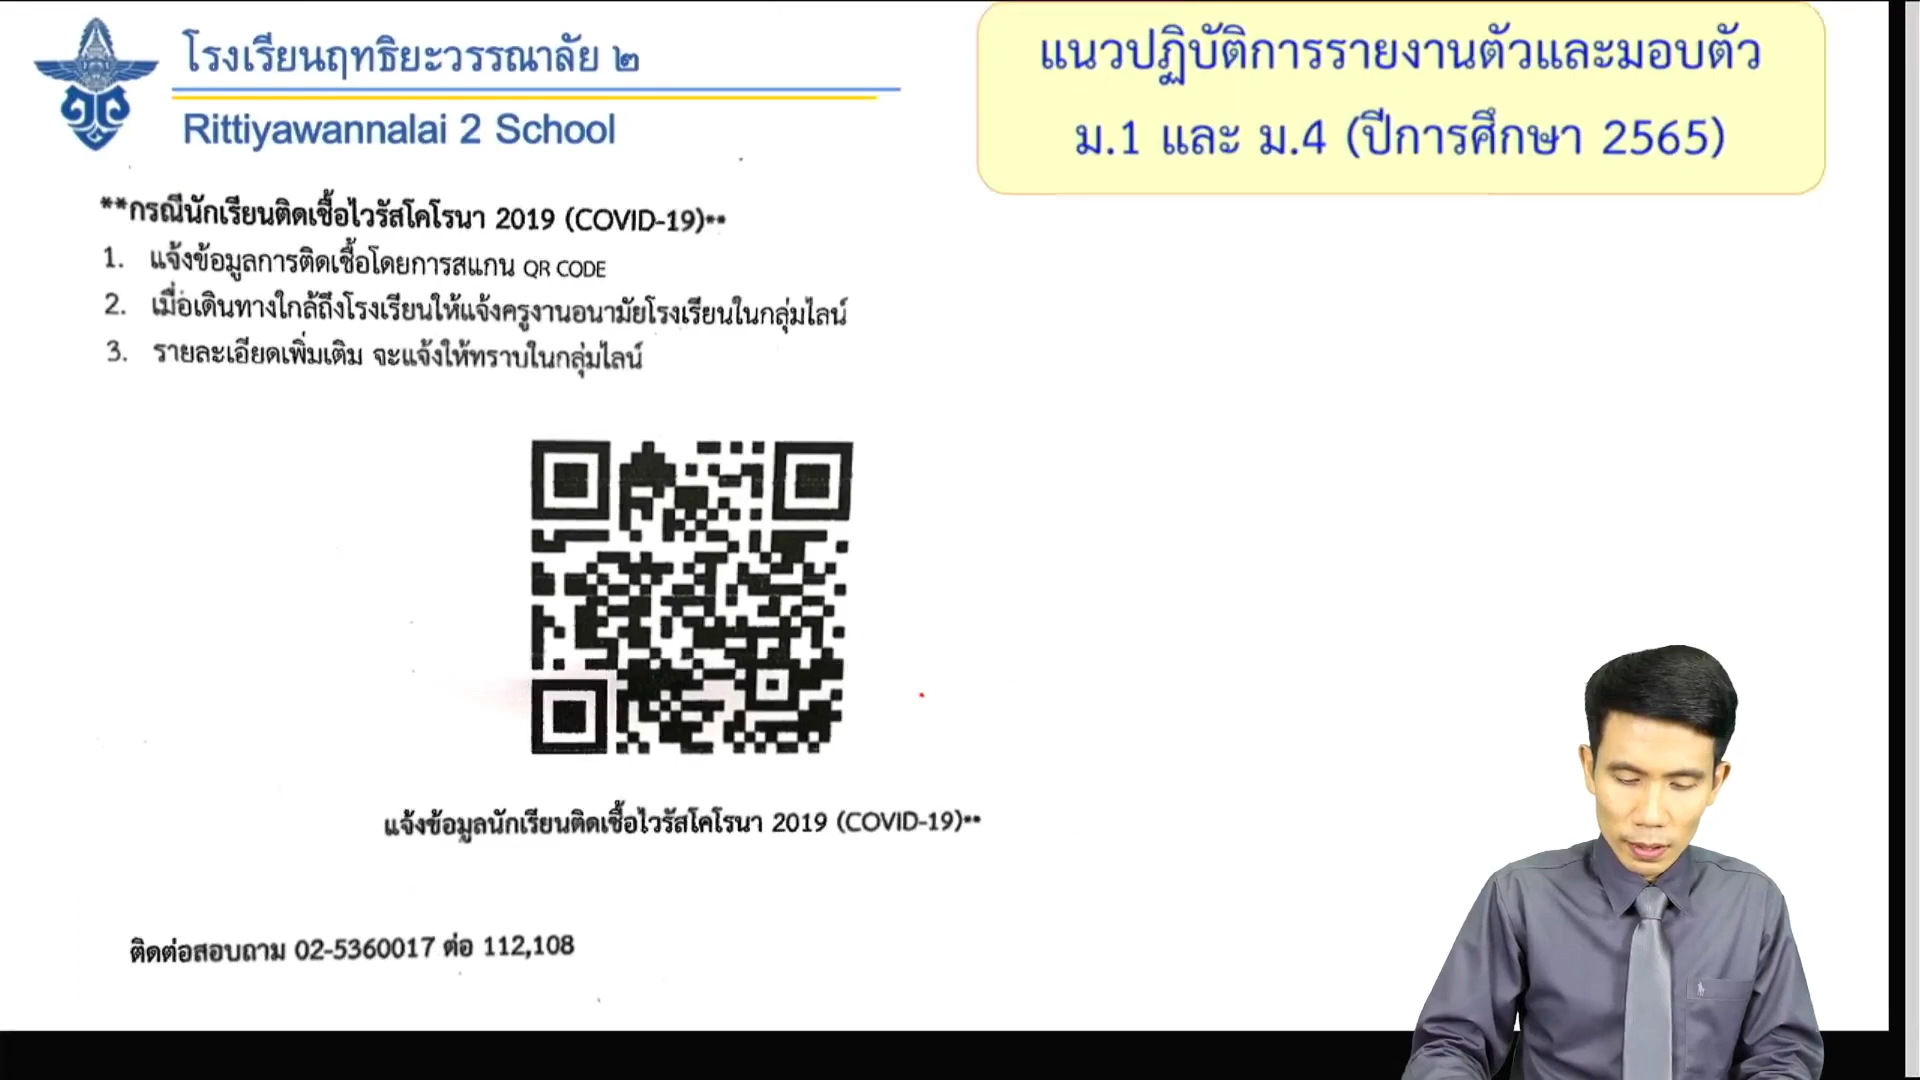 โรงเรียนฤทธิยะวรรณาลัย ๒
Rittiyawannalai 2 School
แนวปฏิบัติการรายงานตัวและมอบตัว
ม.1 และ ม.4 (ปีการศึกษา 2565)
**กรณีนักเรียนติดเชื้อไวรัสโคโรนา 2019 (COVID-19)**
1. แจ้งข้อมูลการติดเชื้อโดยการสแกน QR CODE
2. เมื่อเดินทางใกล้ถึงโรงเรียนให้แจ้งครูงานอนามัยโรงเรียนในกลุ่มไลน์
3. รายละเอียดเพิ่มเติม จะแจ้งให้ทราบในกลุ่มไลน์
แจ้งข้อมูลนักเรียนติดเชื้อไวรัสโคโรนา 2019 (COVID-19)**
ติดต่อสอบถาม 02-5360017 ต่อ 112,108